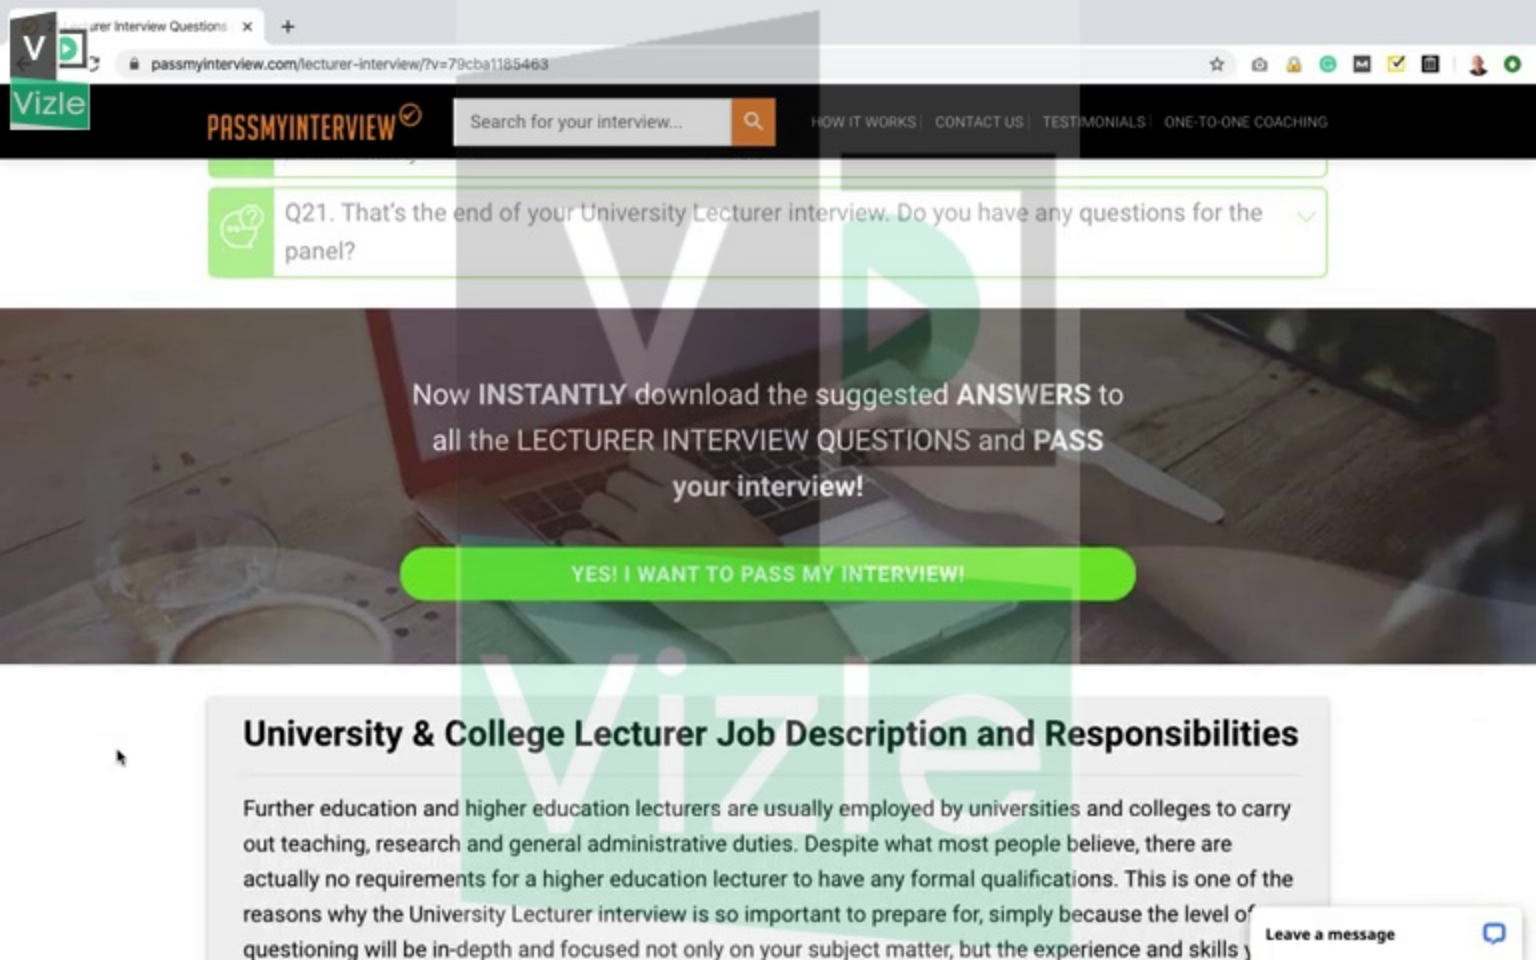 Lecturer Interview Questions
passmyinterview.com/lecturer-interview/?v=79cba1185463
V
Vizle
PASSMYINTERVIEW
Search for your interview...
HOW IT WORKS
CONTACT US
TESTIMONIALS
ONE-TO-ONE COACHING
Q21. That's the end of your University Lecturer interview. Do you have any questions for the
panel?
V
Now INSTANTLY download the suggested ANSWERS to
all the LECTURER INTERVIEW QUESTIONS and PASS
your interview!
YES! I WANT TO PASS MY INTERVIEW!
Vizle
University & College Lecturer Job Description and Responsibilities
Further education and higher education lecturers are usually employed by universities and colleges to carry
out teaching, research and general administrative duties. Despite what most people believe, there are
actually no requirements for a higher education lecturer to have any formal qualifications. This is one of the
reasons why the University Lecturer interview is so important to prepare for, simply because the level of
questioning will be in-depth and focused not only on your subject matter, but the experience and skills y
Leave a message